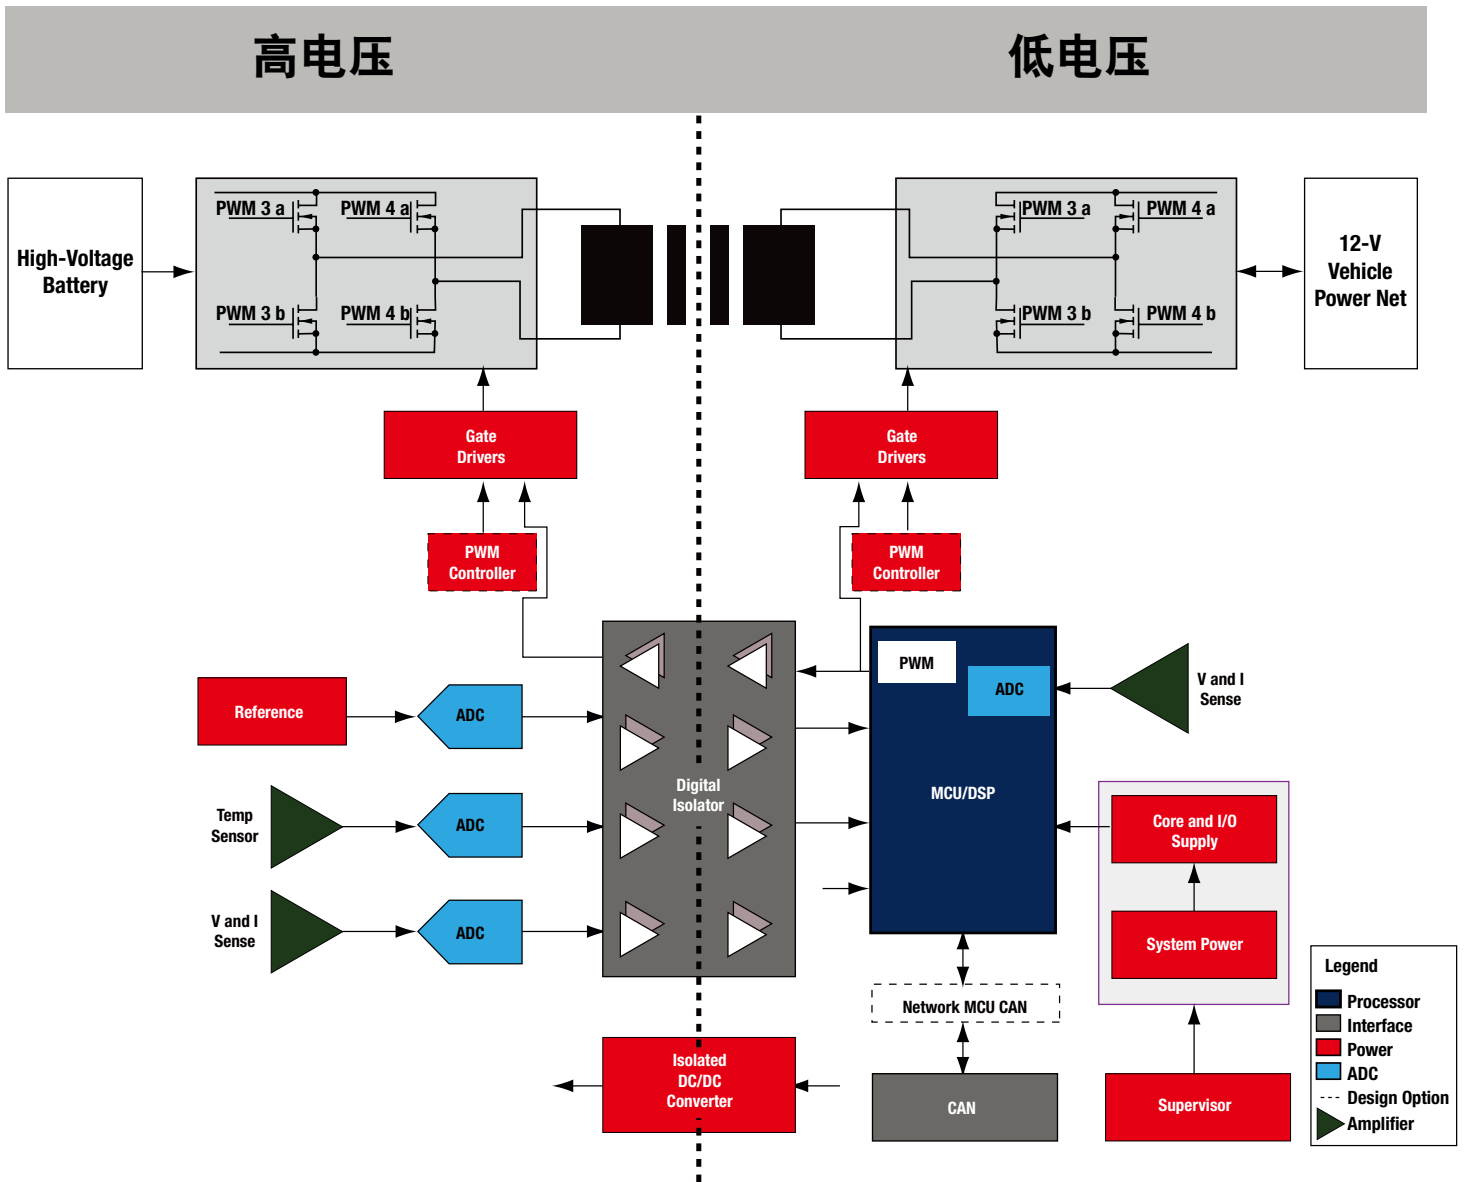 高电压
低电压
High-Voltage
Battery
PWM 3 a
PWM 4 a
PWM 3 b
PWM 4 b
PWM 3 a
PWM 4 a
PWM 3 b
PWM 4 b
12-V
Vehicle
Power Net
Gate
Drivers
Gate
Drivers
PWM
Controller
PWM
Controller
Reference
ADC
Temp
Sensor
ADC
V and I
Sense
ADC
Digital
Isolator
PWM
ADC
MCU/DSP
V and I
Sense
Core and I/O
Supply
System Power
Network MCU CAN
CAN
Isolated
DC/DC
Converter
Supervisor
Legend
Processor
Interface
Power
ADC
Design Option
Amplifier